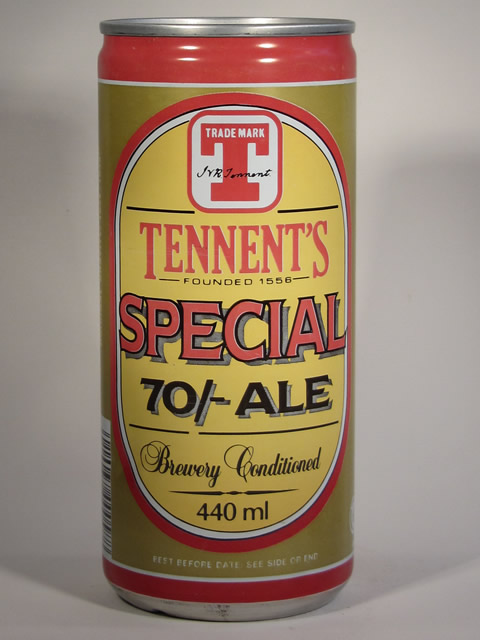 TRADE MARK
T
J & R Tennent
TENNENT'S
FOUNDED 1556
SPECIAL
70/- ALE
Brewery Conditioned
440 ml
BEST BEFORE DATE. SEE SIDE OR END